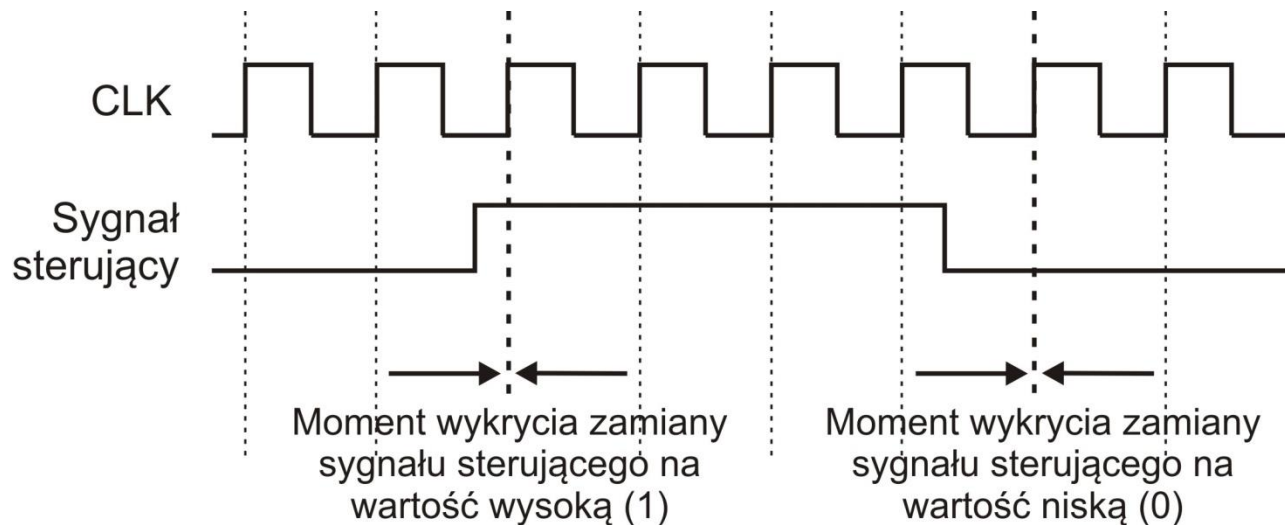 CLK
Sygnał
sterujący
Moment wykrycia zamiany
sygnału sterującego na
wartość wysoką (1)
Moment wykrycia zamiany
sygnału sterującego na
wartość niską (0)